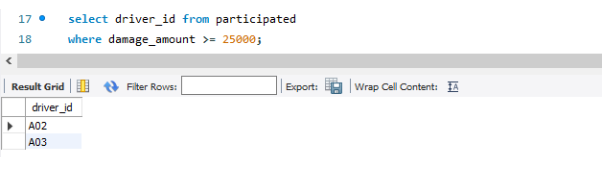 17 select driver_id from participated
18 where damage_amount >= 25000;
Result Grid Filter Rows: Export: Wrap Cell Content:
driver_id
A02
A03